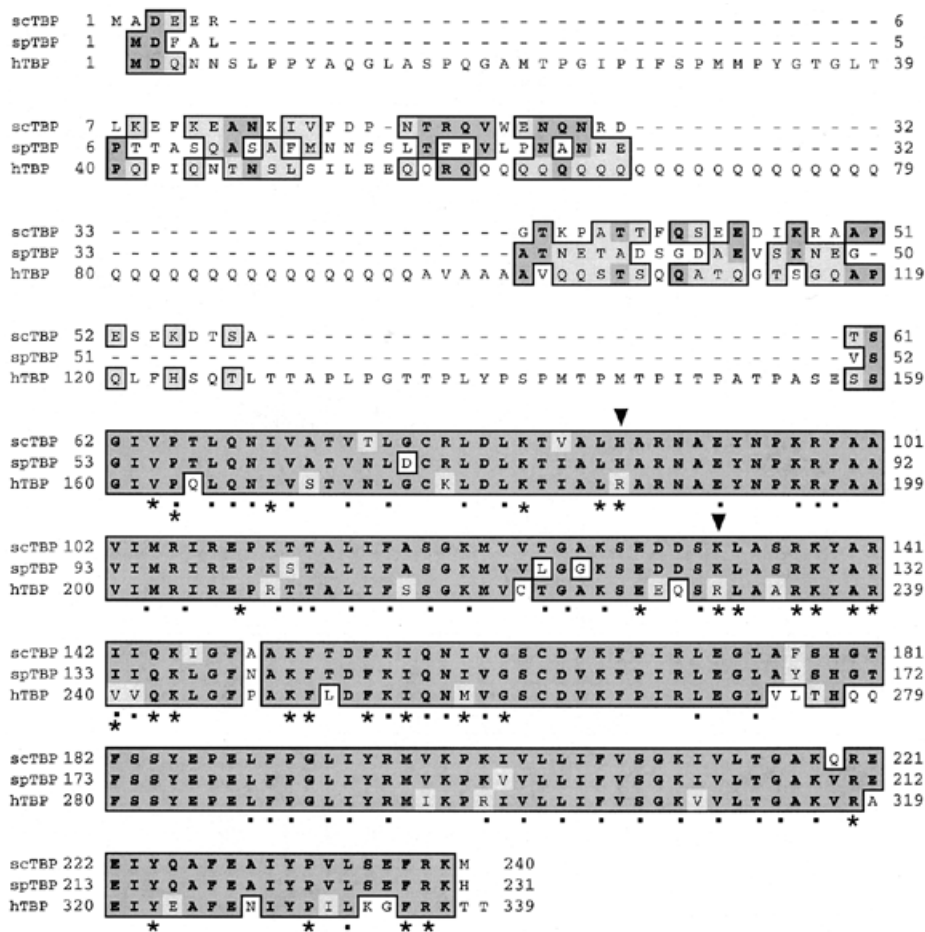 scTBP 1 M A D E E R - - - - - - - - - - - - - - - - - - - - - - - - - - - - - - - - - - 6
spTBP 1 M D F A L - - - - - - - - - - - - - - - - - - - - - - - - - - - - - - - - - - 5
hTBP 1 M D Q N N S L P P Y A Q G L A S P Q G A M T P G I P I F S P M M P Y G T G L T 39
scTBP 7 L K E F K E A N K I V F D P - N T R Q V W E N Q N R D - - - - - - - - - - - - - 32
spTBP 6 P T T A S Q A S A F M N N S S L T F P V L P N A N N E - - - - - - - - - - - - - 32
hTBP 40 P Q P I Q N T N S L S I L E E Q Q R Q Q Q Q Q Q Q Q Q Q Q Q Q Q Q Q Q Q Q Q Q Q 79
scTBP 33 - - - - - - - - - - - - - - - - - - - - - G T K P A T T F Q S E E D I K R A A P 51
spTBP 33 - - - - - - - - - - - - - - - - - - - - - A T N E T A D S G D A E V S K N E G - 50
hTBP 80 Q Q Q Q Q Q Q Q Q Q Q Q Q Q Q Q A V A A A A V Q Q S T S Q Q A T Q G T S G Q A P 119
scTBP 52 E S E K D T S A - - - - - - - - - - - - - - - - - - - - - - - - - - - - - - T S 61
spTBP 51 - - - - - - - - - - - - - - - - - - - - - - - - - - - - - - - - - - - - - - V S 52
hTBP 120 Q L F H S Q T L T T A P L P G T T P L Y P S P M T P M T P I T P A T P A S E S S 159
scTBP 62 G I V P T L Q N I V A T V T L G C R L D L K T V A L H A R N A E Y N P K R F A A 101
spTBP 53 G I V P T L Q N I V A T V N L D C R L D L K T I A L H A R N A E Y N P K R F A A 92
hTBP 160 G I V P Q L Q N I V S T V N L G C K L D L K T I A L R A R N A E Y N P K R F A A 199
scTBP 102 V I M R I R E P K T T A L I F A S G K M V V T G A K S E D D S K L A S R K Y A R 141
spTBP 93 V I M R I R E P K S T A L I F A S G K M V V L G G K S E D D S K L A S R K Y A R 132
hTBP 200 V I M R I R E P R T T A L I F S S G K M V C T G A K S E E Q S R L A A R K Y A R 239
scTBP 142 I I Q K I G F A A K F T D F K I Q N I V G S C D V K F P I R L E G L A F S H G T 181
spTBP 133 I I Q K L G F N A K F T D F K I Q N I V G S C D V K F P I R L E G L A Y S H G T 172
hTBP 240 V V Q K L G F P A K F L D F K I Q N M V G S C D V K F P I R L E G L V L T H Q Q 279
scTBP 182 F S S Y E P E L F P G L I Y R M V K P K I V L L I F V S G K I V L T G A K Q R E 221
spTBP 173 F S S Y E P E L F P G L I Y R M V K P K V V L L I F V S G K I V L T G A K V R E 212
hTBP 280 F S S Y E P E L F P G L I Y R M I K P R I V L L I F V S G K V V L T G A K V R A 319
scTBP 222 E I Y Q A F E A I Y P V L S E F R K M 240
spTBP 213 E I Y Q A F E A I Y P V L S E F R K H 231
hTBP 320 E I Y E A F E N I Y P I L K G F R K T T 339